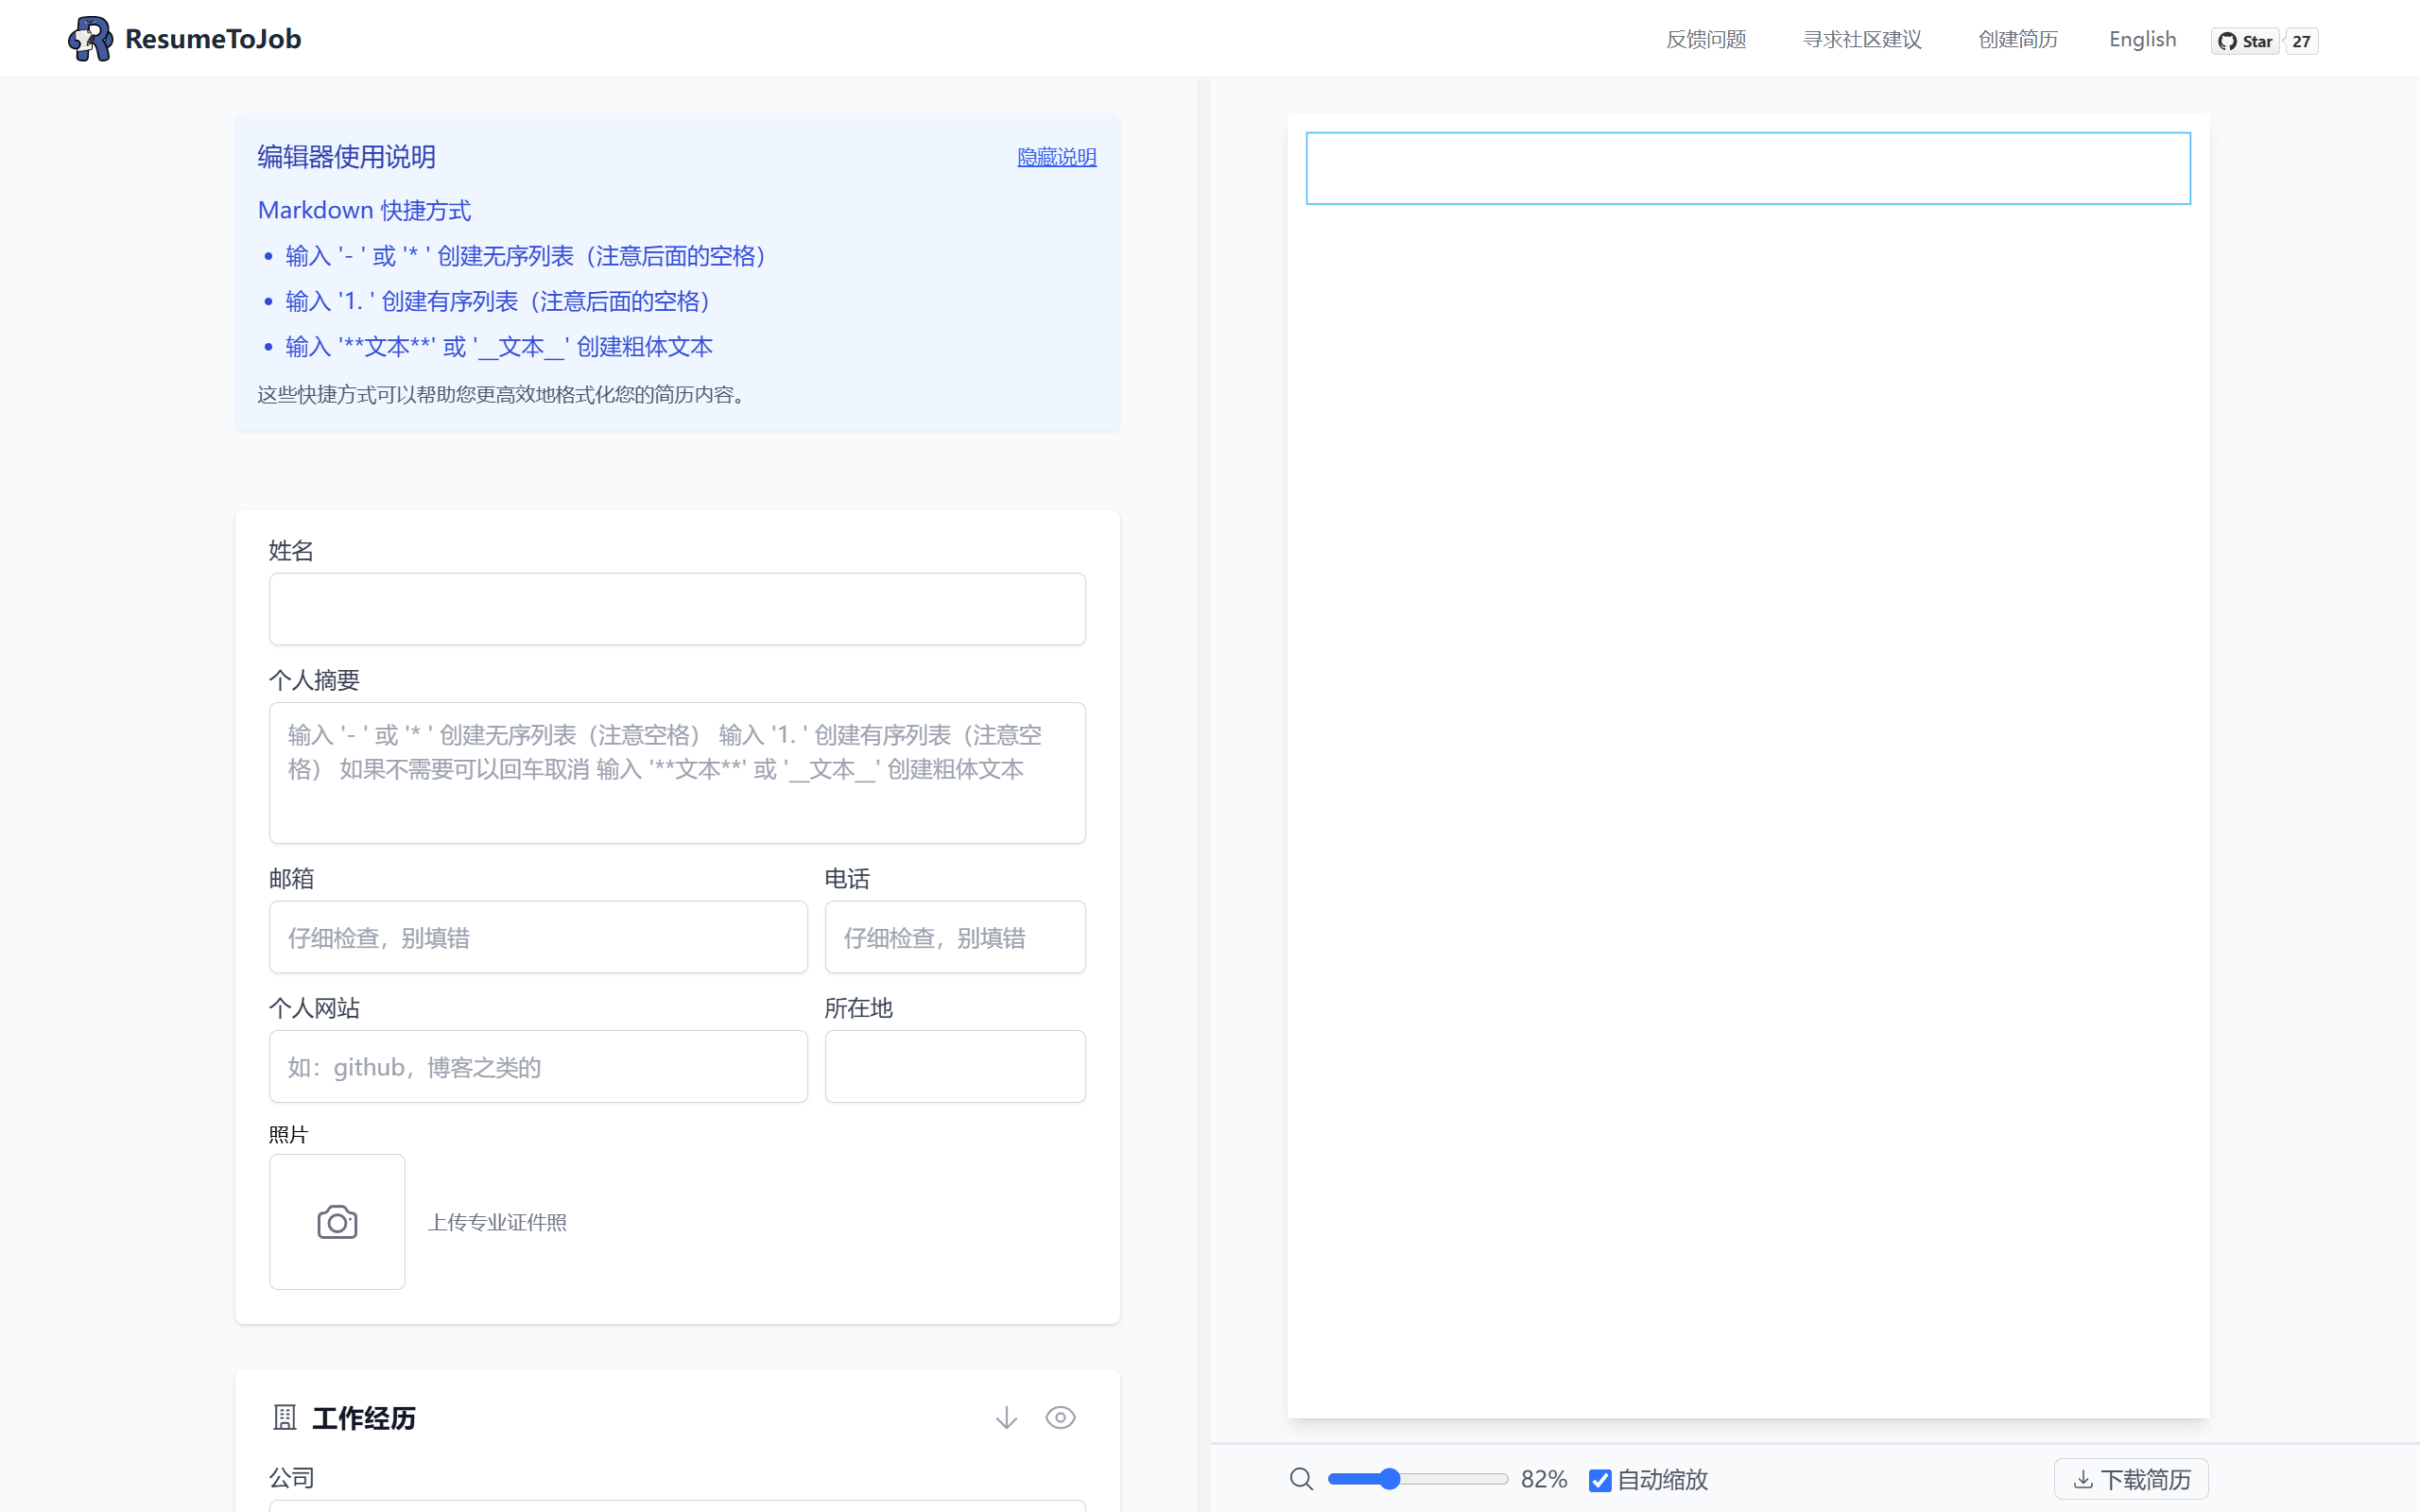 ResumeToJob
反馈问题
寻求社区建议
创建简历
English
Star
27
编辑器使用说明
隐藏说明
Markdown 快捷方式
输入 '- ' 或 '* ' 创建无序列表（注意后面的空格）
输入 '1. ' 创建有序列表（注意后面的空格）
输入 '**文本**' 或 '__文本__' 创建粗体文本
这些快捷方式可以帮助您更高效地格式化您的简历内容。
姓名
个人摘要
输入 '- ' 或 '* ' 创建无序列表（注意空格） 输入 '1. ' 创建有序列表（注意空
格） 如果不需要可以回车取消 输入 '**文本**' 或 '__文本__' 创建粗体文本
邮箱
电话
仔细检查，别填错
仔细检查，别填错
个人网站
所在地
如：github，博客之类的
照片
上传专业证件照
工作经历
公司
82%
自动缩放
下载简历